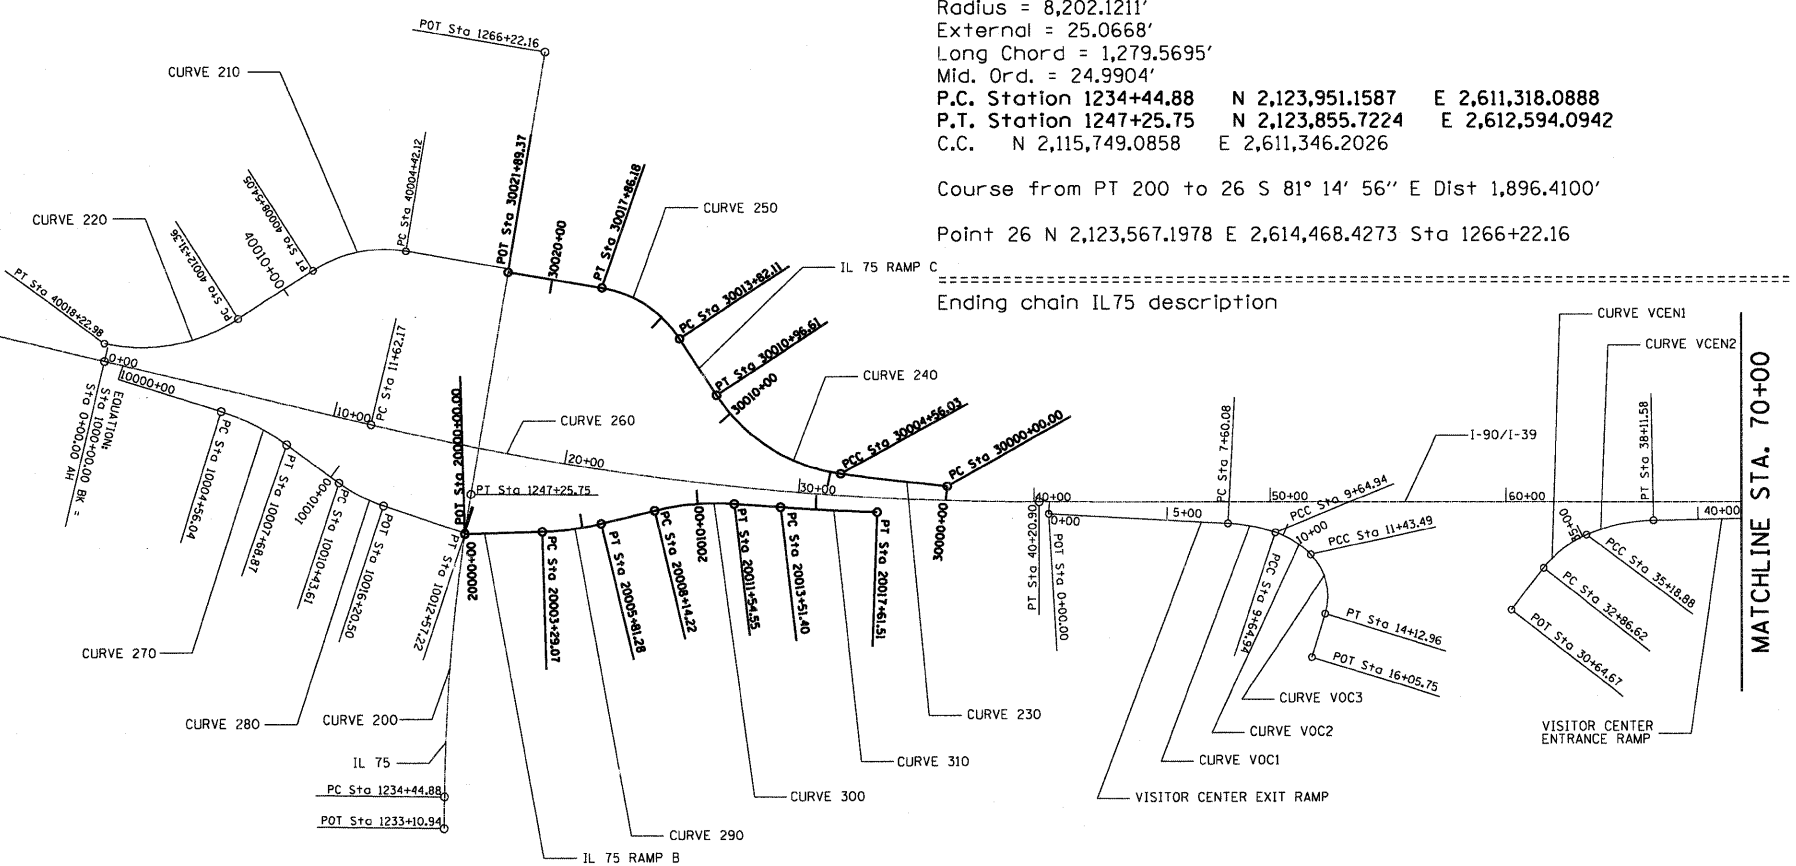 Radius = 8,202.1211'
External = 25.0668'
Long Chord = 1,279.5695'
Mid. Ord. = 24.9904'
P.C. Station 1234+44.88 N 2,123,951.1587 E 2,611,318.0888
P.T. Station 1247+25.75 N 2,123,855.7224 E 2,612,594.0942
C.C. N 2,115,749.0858 E 2,611,346.2026
Course from PT 200 to 26 S 81° 14' 56" E Dist 1,896.4100'
Point 26 N 2,123,567.1978 E 2,614,468.4273 Sta 1266+22.16
Ending chain IL75 description
POT Sta 1266+22.16
CURVE 210
PC Sta 40004+42.12
POT Sta 30021+89.37
PT Sta 30017+86.18
30020+00
CURVE 250
PT Sta 40008+54.05
40010+00
CURVE 220
PC Sta 40012+31.36
PT Sta 40018+22.98
PC Sta 30013+82.11
IL 75 RAMP C
PT Sta 30010+96.61
30010+00
CURVE 240
PCC Sta 30004+56.03
PC Sta 30000+00.00
0+00
10000+00
EQUATION:
Sta 1000+00.00 BK =
Sta 0+00.00 AH
10+00
PC Sta 11+62.17
CURVE 260
20+00
30+00
POT Sta 20000+00.00
PT Sta 1247+25.75
PC Sta 10004+56.04
PT Sta 10007+68.87
10010+00
PC Sta 10010+43.61
POT Sta 10016+20.50
PT Sta 10012+57.22
20000+00
PC Sta 20003+29.07
PT Sta 20005+81.28
PC Sta 20008+14.22
20010+00
PT Sta 20011+54.55
PC Sta 20013+51.40
PT Sta 20017+61.51
30000+00
CURVE 270
CURVE 280
CURVE 200
IL 75
PC Sta 1234+44.88
POT Sta 1233+10.94
CURVE 230
CURVE 310
CURVE 300
CURVE 290
IL 75 RAMP B
40+00
0+00
PT Sta 40+20.90
POT Sta 0+00.00
5+00
PC Sta 7+60.08
50+00
PCC Sta 9+64.94
10+00
PCC Sta 11+43.49
PCC Sta 9+64.94
I-90/I-39
60+00
PT Sta 14+12.96
POT Sta 16+05.75
CURVE VOC3
CURVE VOC2
CURVE VOC1
VISITOR CENTER EXIT RAMP
CURVE VCEN1
CURVE VCEN2
PT Sta 38+11.58
40+00
35+00
PCC Sta 35+18.88
PC Sta 32+86.62
POT Sta 30+64.67
VISITOR CENTER
ENTRANCE RAMP
MATCHLINE STA. 70+00